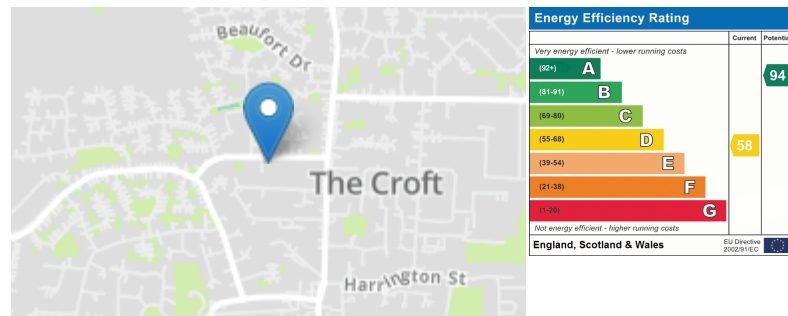 Beaufort Dr
The Croft
Harrington St
Energy Efficiency Rating
Current Potentia
Very energy efficient - lower running costs
(92+) A 94
(81-91) B
(69-80) C
(55-68) D 58
(39-54) E
(21-38) F
(1-20) G
Not energy efficient - higher running costs
England, Scotland & Wales
EU Directive
2002/91/EC